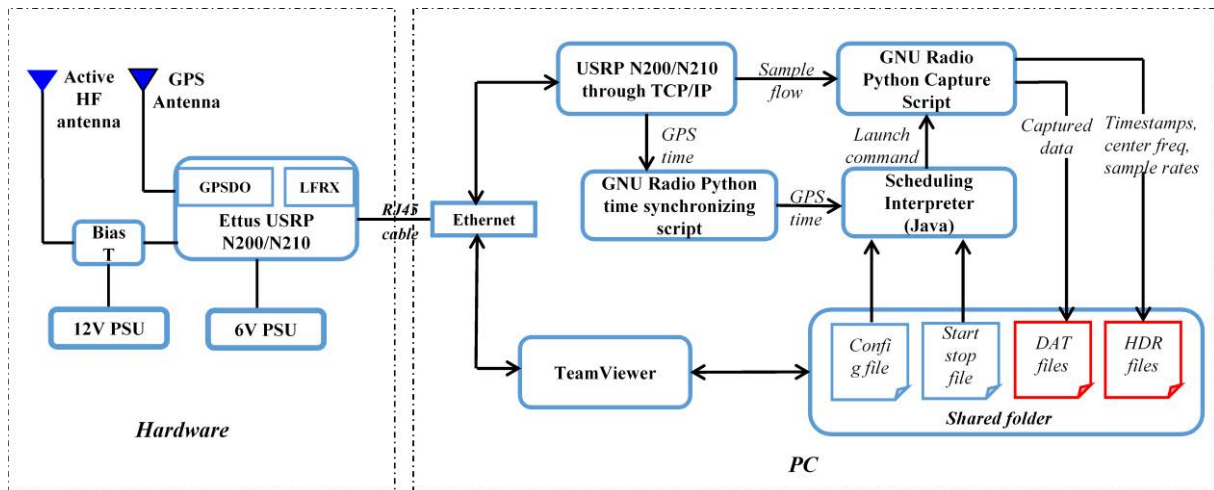 Active
HF
antenna
GPS
Antenna
GPSDO
LFRX
Ettus USRP
N200/N210
Bias
T
12V PSU
6V PSU
Hardware
RJ45
cable
Ethernet
USRP N200/N210
through TCP/IP
Sample
flow
GNU Radio
Python Capture
Script
GPS
time
Launch
command
Captured
data
Timestamps,
center freq,
sample rates
GNU Radio Python
time synchronizing
script
GPS
time
Scheduling
Interpreter
(Java)
TeamViewer
Confi
g file
Start
stop
file
DAT
files
HDR
files
Shared folder
PC